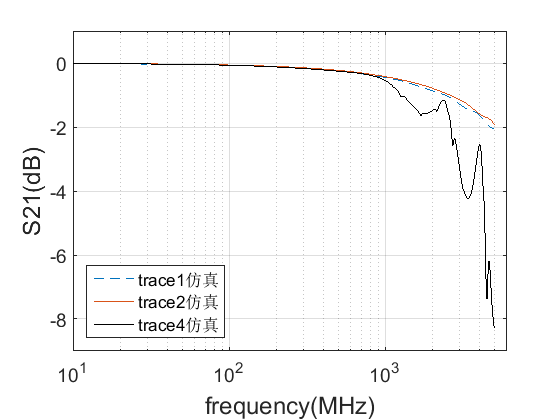 0
-2
-4
-6
-8
S21(dB)
trace1仿真
trace2仿真
trace4仿真
10^1
10^2
10^3
frequency(MHz)